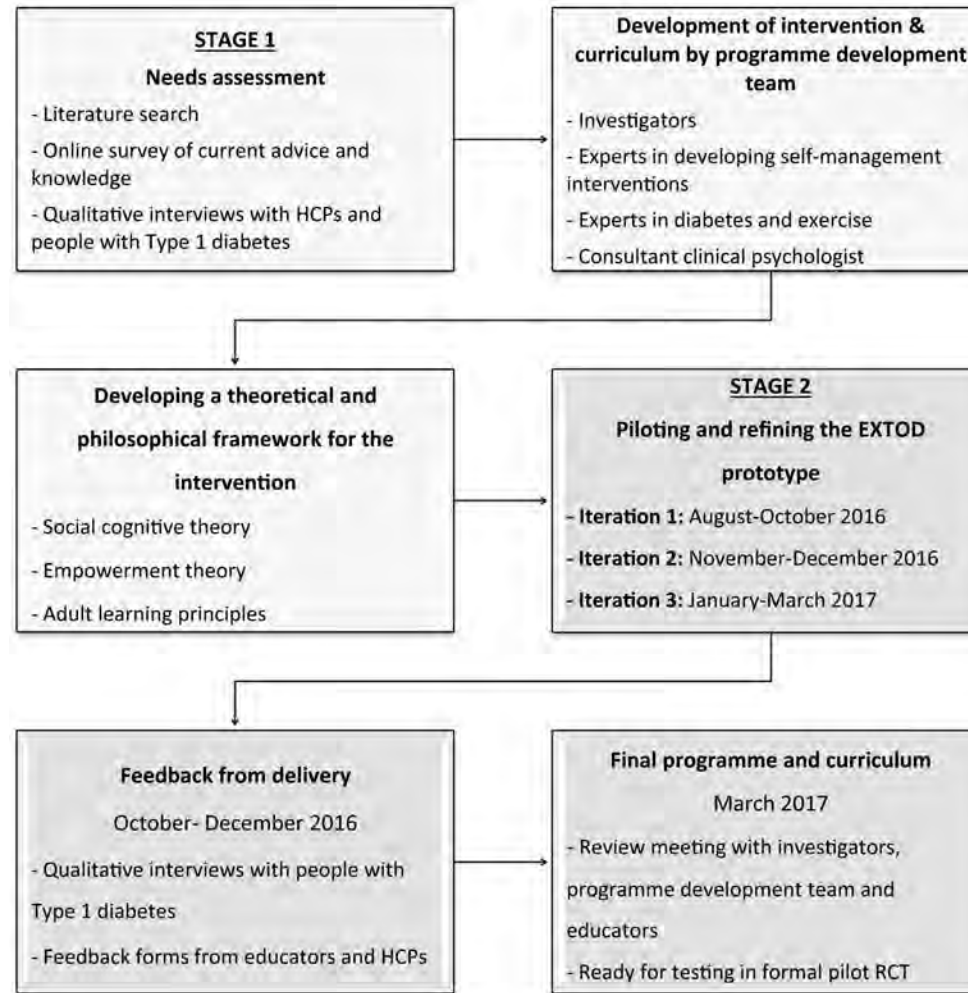 STAGE 1
Needs assessment
- Literature search
- Online survey of current advice and
knowledge
- Qualitative interviews with HCPs and
people with Type 1 diabetes
Development of intervention &
curriculum by programme development
team
- Investigators
- Experts in developing self-management
interventions
- Experts in diabetes and exercise
- Consultant clinical psychologist
Developing a theoretical and
philosophical framework for the
intervention
- Social cognitive theory
- Empowerment theory
- Adult learning principles
STAGE 2
Piloting and refining the EXTOD
prototype
- Iteration 1: August-October 2016
- Iteration 2: November-December 2016
- Iteration 3: January-March 2017
Feedback from delivery
October- December 2016
- Qualitative interviews with people with
Type 1 diabetes
- Feedback forms from educators and HCPs
Final programme and curriculum
March 2017
- Review meeting with investigators,
programme development team and
educators
- Ready for testing in formal pilot RCT